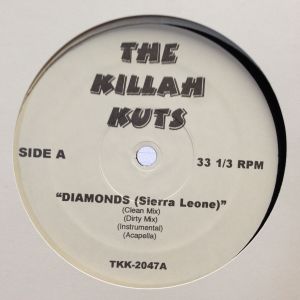 THE
KILLAH
KUTS
SIDE A
33 1/3 RPM
"DIAMONDS (Sierra Leone)"
(Clean Mix)
(Dirty Mix)
(Instrumental)
(Acapella)
TKK-2047A